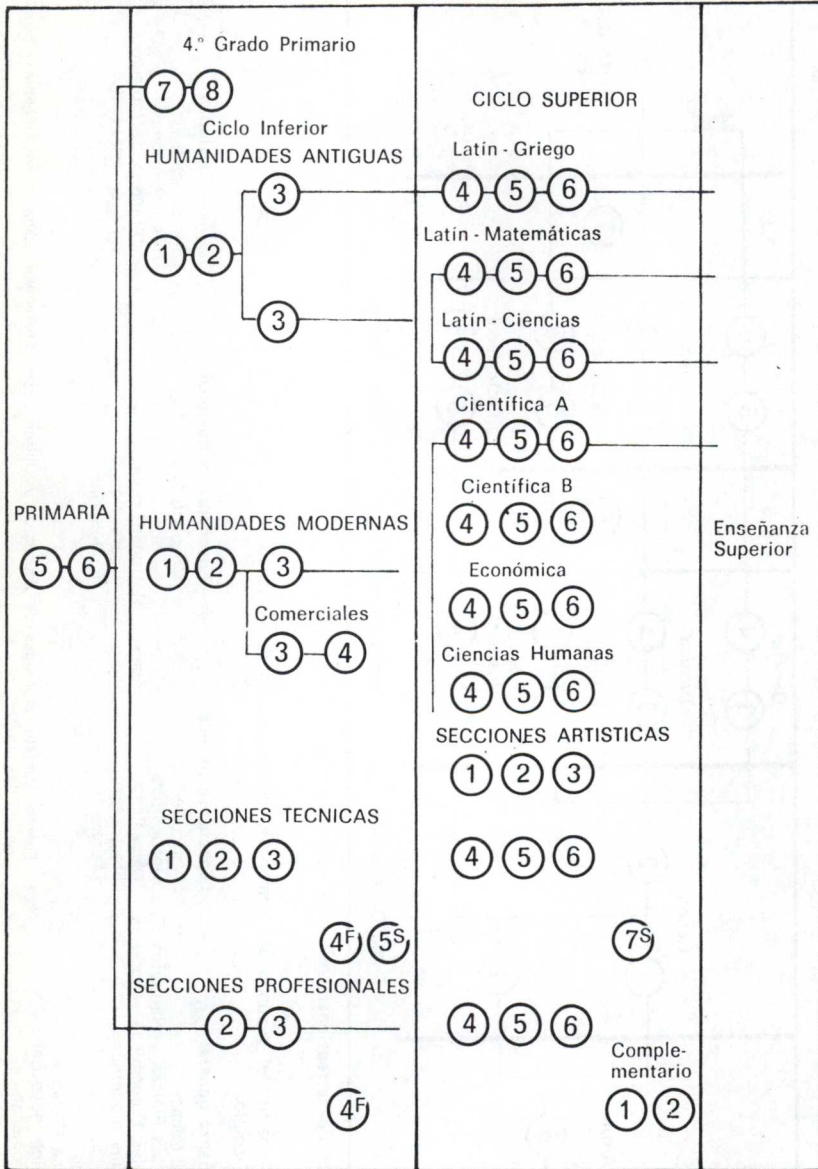 4.º Grado Primario
7 8
Ciclo Inferior
HUMANIDADES ANTIGUAS
3
1 2
3
CICLO SUPERIOR
Latín - Griego
4 5 6
Latín - Matemáticas
4 5 6
Latín - Ciencias
4 5 6
Científica A
4 5 6
Científica B
4 5 6
PRIMARIA
5 6
HUMANIDADES MODERNAS
1 2 3
Comerciales
3 4
Económica
4 5 6
Ciencias Humanas
4 5 6
Enseñanza
Superior
SECCIONES ARTISTICAS
1 2 3
SECCIONES TECNICAS
1 2 3
4 5 6
4F 5S
7S
SECCIONES PROFESIONALES
2 3
4 5 6
4F
Comple-
mentario
1 2